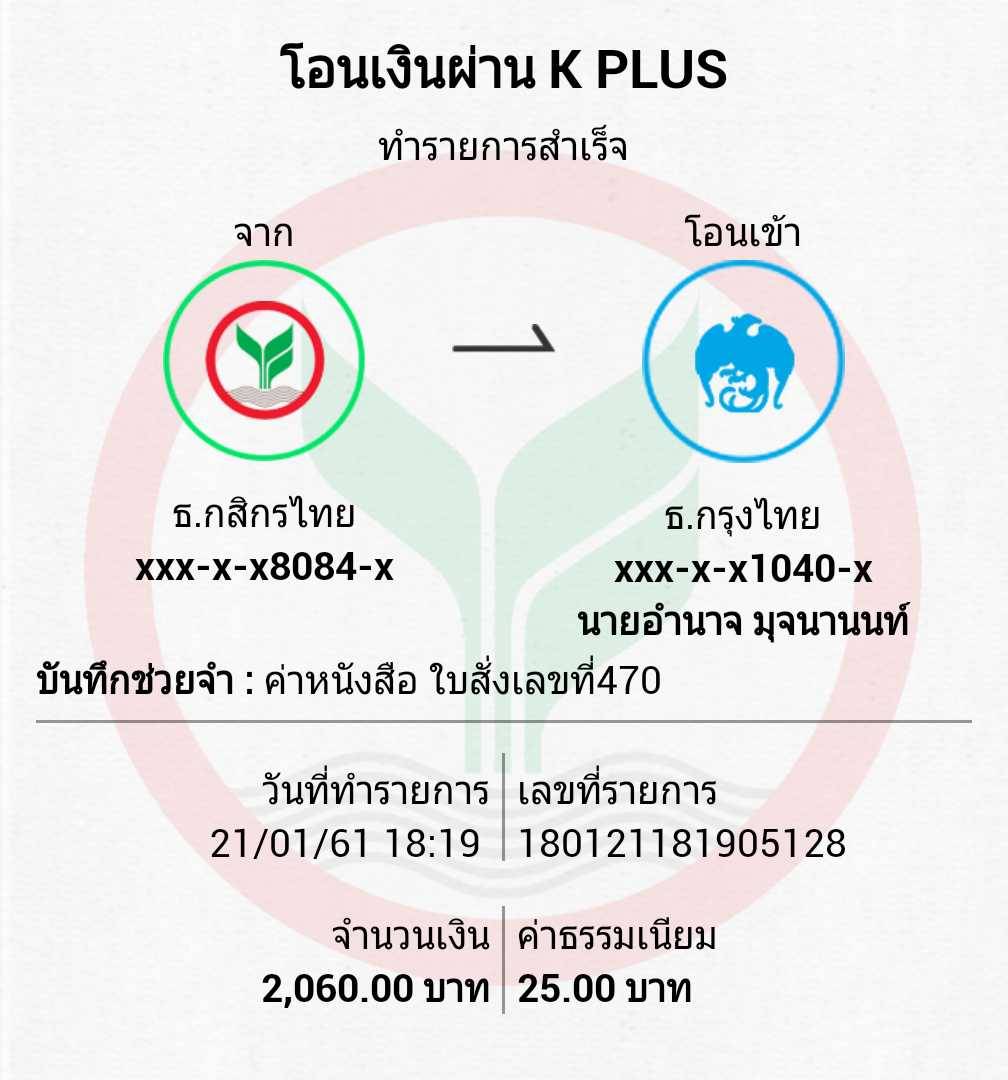 โอนเงินผ่าน K PLUS
ทำรายการสำเร็จ
จาก
โอนเข้า
ธ.กสิกรไทย
xxx-x-x8084-x
ธ.กรุงไทย
xxx-x-x1040-x
นายอำนาจ มุจนานนท์
บันทึกช่วยจำ : ค่าหนังสือ ใบสั่งเลขที่470
วันที่ทำรายการ
21/01/61 18:19
เลขที่รายการ
180121181905128
จำนวนเงิน
2,060.00 บาท
ค่าธรรมเนียม
25.00 บาท